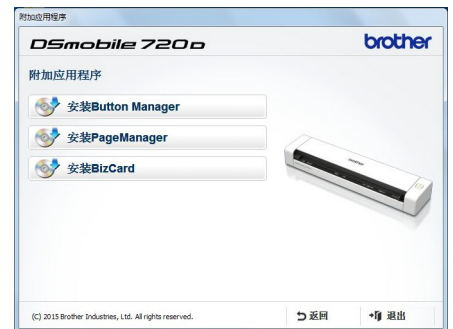 附加应用程序
DSmobile 720D
brother
附加应用程序
安装Button Manager
安装PageManager
安装BizCard
(C) 2015 Brother Industries, Ltd. All rights reserved.
返回
退出